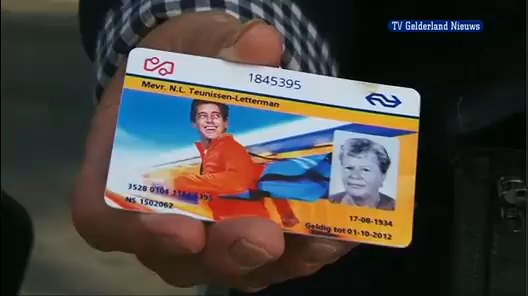 TV Gelderland Nieuws
1845395
Mevr. N.L. Teunissen-Letterman
3528 0104
NS 1502062
17-08-1934
Geldig tot 01-10-2012